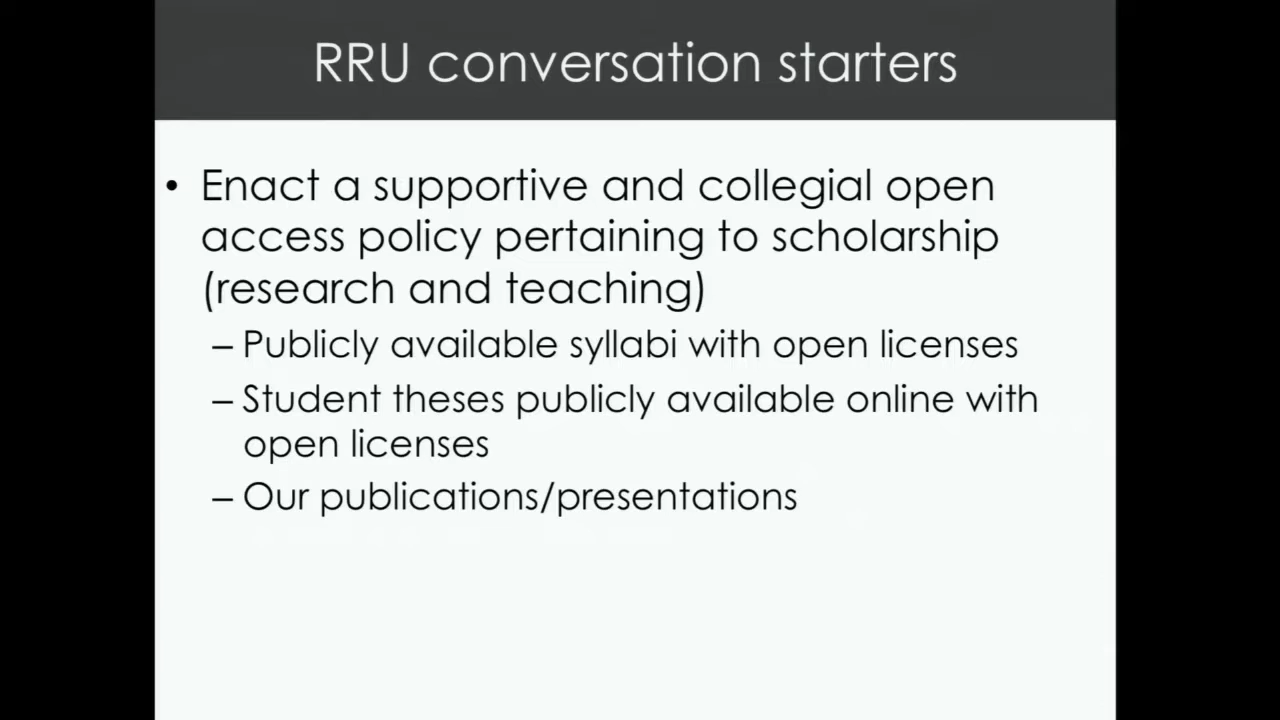 RRU conversation starters
• Enact a supportive and collegial open
access policy pertaining to scholarship
(research and teaching)
– Publicly available syllabi with open licenses
– Student theses publicly available online with
open licenses
– Our publications/presentations